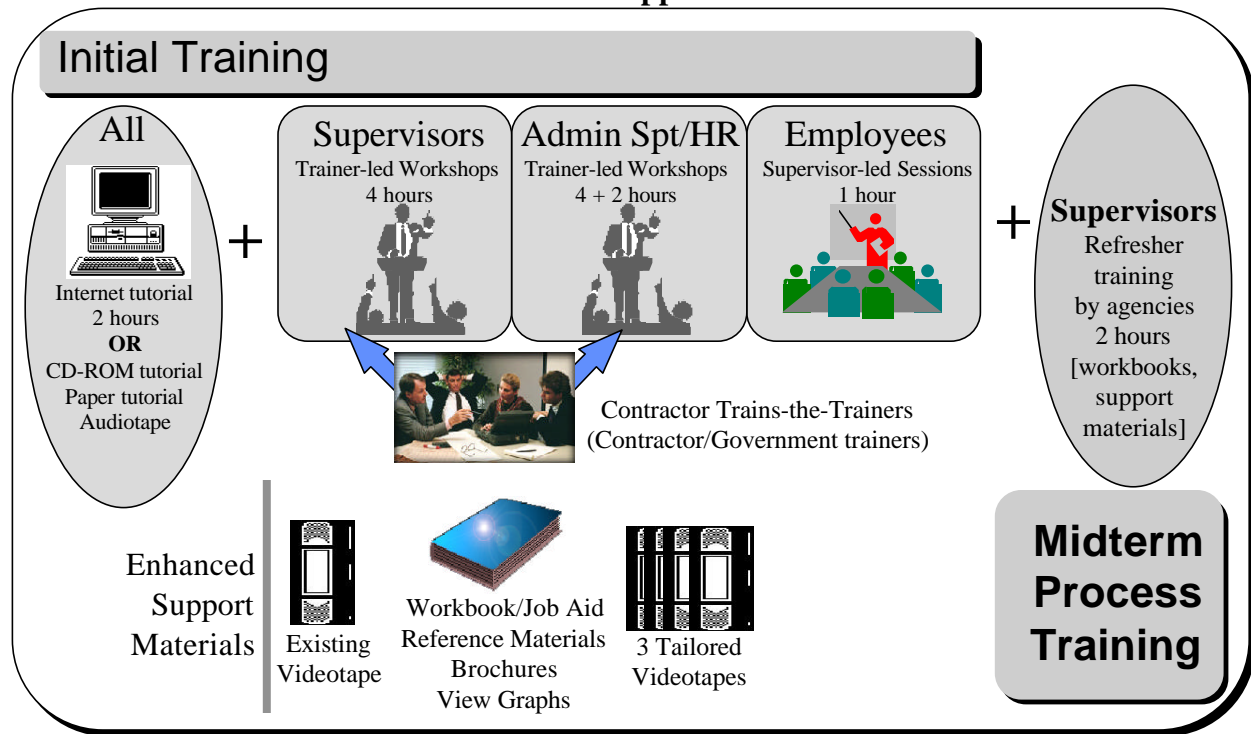 Initial Training
All
Internet tutorial
2 hours
OR
CD-ROM tutorial
Paper tutorial
Audiotape
+
Supervisors
Trainer-led Workshops
4 hours
Admin Spt/HR
Trainer-led Workshops
4 + 2 hours
Employees
Supervisor-led Sessions
1 hour
+
Supervisors
Refresher
training
by agencies
2 hours
[workbooks,
support
materials]
Contractor Trains-the-Trainers
(Contractor/Government trainers)
Enhanced
Support
Materials
Existing
Videotape
Workbook/Job Aid
Reference Materials
Brochures
View Graphs
3 Tailored
Videotapes
Midterm
Process
Training